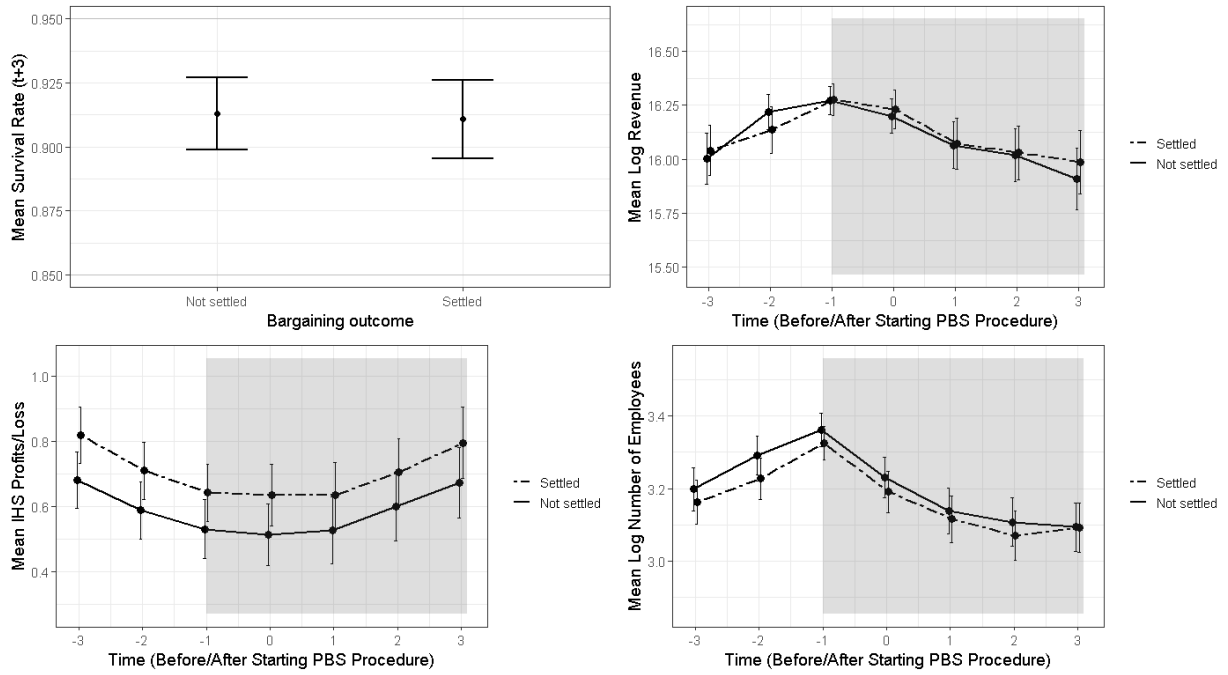 Mean Survival Rate (t+3)
0.950
0.925
0.900
0.875
0.850
Not settled
Settled
Bargaining outcome
Mean Log Revenue
16.50
16.25
16.00
15.75
15.50
-3
-2
-1
0
1
2
3
Time (Before/After Starting PBS Procedure)
Settled
Not settled
Mean IHS Profits/Loss
1.0
0.8
0.6
0.4
-3
-2
-1
0
1
2
3
Time (Before/After Starting PBS Procedure)
Settled
Not settled
Mean Log Number of Employees
3.4
3.2
3.0
-3
-2
-1
0
1
2
3
Time (Before/After Starting PBS Procedure)
Settled
Not settled